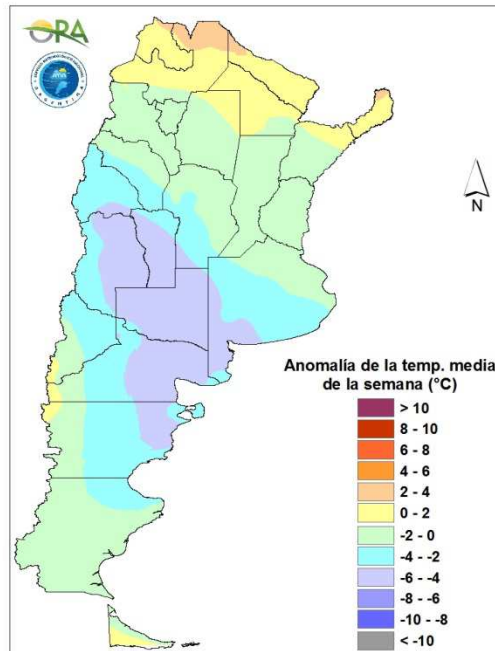 ORA
N
Anomalía de la temp. media
de la semana (°C)
> 10
8 - 10
6 - 8
4 - 6
2 - 4
0 - 2
-2 - 0
-4 - -2
-6 - -4
-8 - -6
-10 - -8
< -10